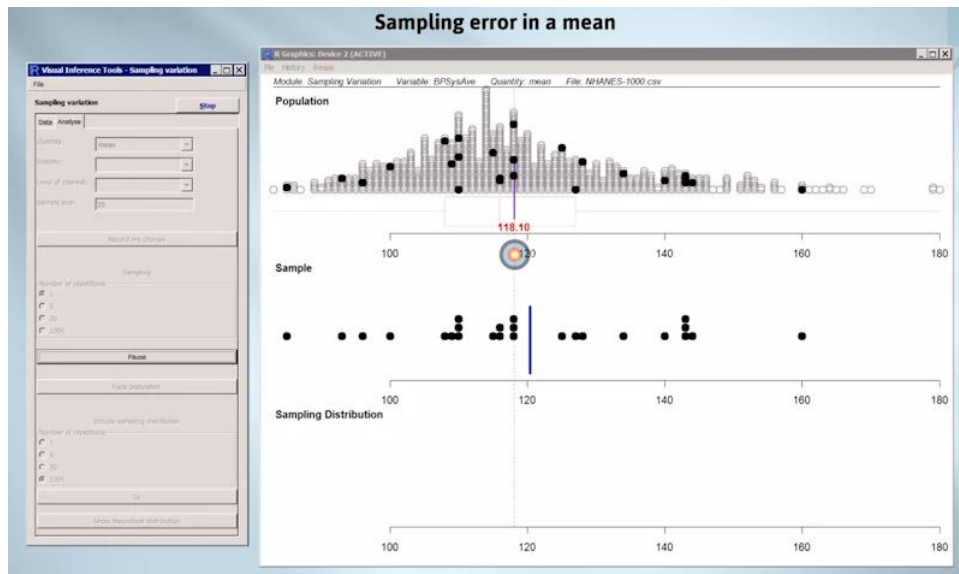 Sampling error in a mean
Visual Inference Tools - Sampling variation
File
Sampling variation
Stop
Data Analyse
Quantity: mean
Statistic:
Level of interest:
Sample size: 25
Record my choices
Sampling
Number of repetitions
1
5
20
1000
Pause
Include sampling distribution
Number of repetitions
1
5
20
1000
Go
Show theoretical distribution
R Graphics: Device 2 (ACTIVE)
File History Resize
Module: Sampling Variation Variable: BPSysAve Quantity: mean File: NHANES-1000.csv
Population
118.10
100 120 140 160 180
Sample
100 120 140 160 180
Sampling Distribution
100 120 140 160 180